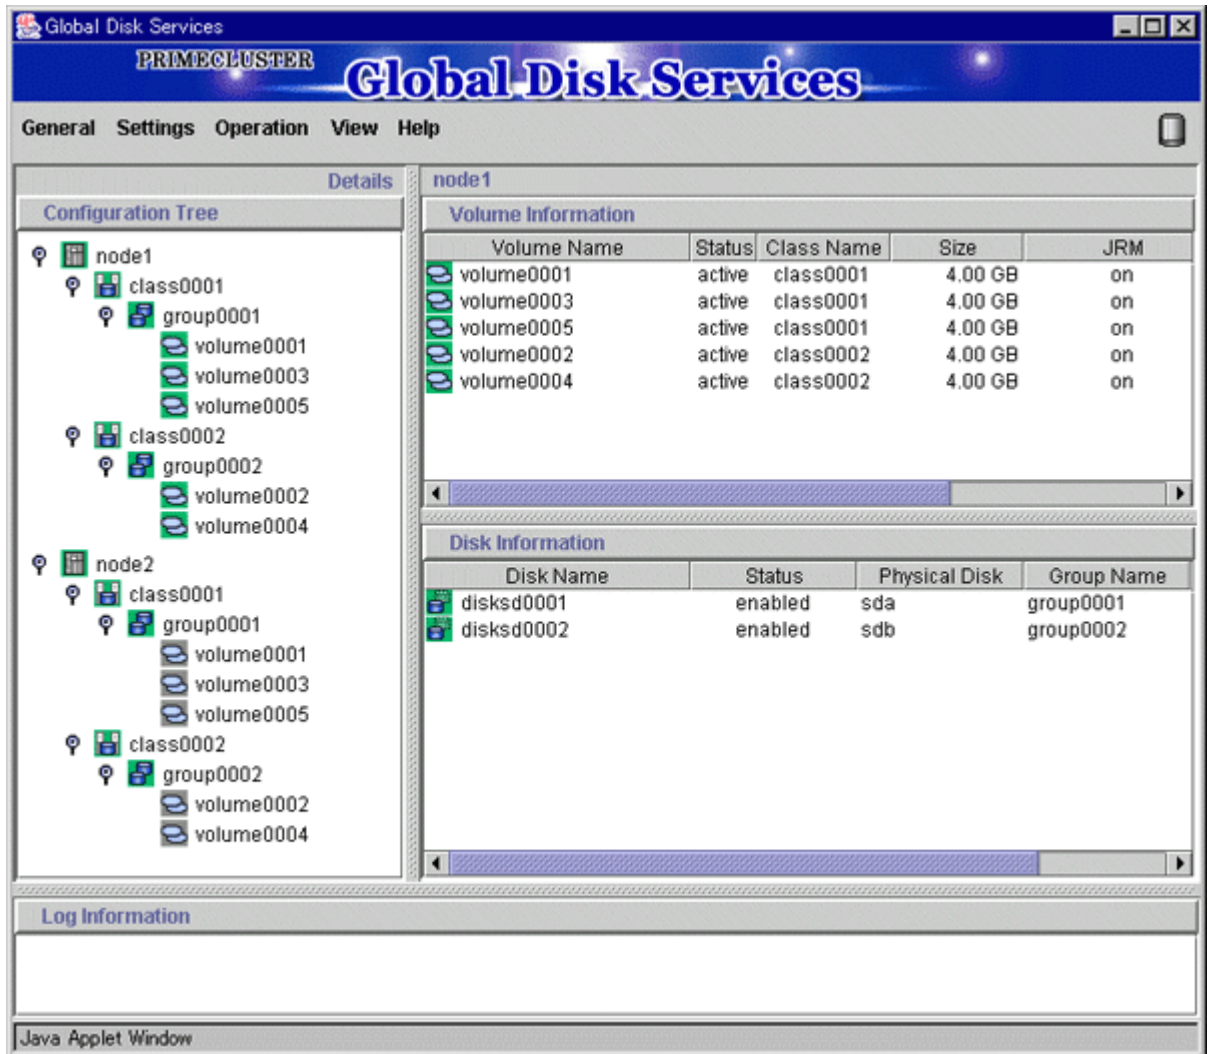 Global Disk Services
PRIMECLUSTER
Global Disk Services
General Settings Operation View Help
Details
Configuration Tree
node1
class0001
group0001
volume0001
volume0003
volume0005
class0002
group0002
volume0002
volume0004
node2
class0001
group0001
volume0001
volume0003
volume0005
class0002
group0002
volume0002
volume0004
node1
Volume Information
Volume Name Status Class Name Size JRM
volume0001 active class0001 4.00 GB on
volume0003 active class0001 4.00 GB on
volume0005 active class0001 4.00 GB on
volume0002 active class0002 4.00 GB on
volume0004 active class0002 4.00 GB on
Disk Information
Disk Name Status Physical Disk Group Name
disksd0001 enabled sda group0001
disksd0002 enabled sdb group0002
Log Information
Java Applet Window